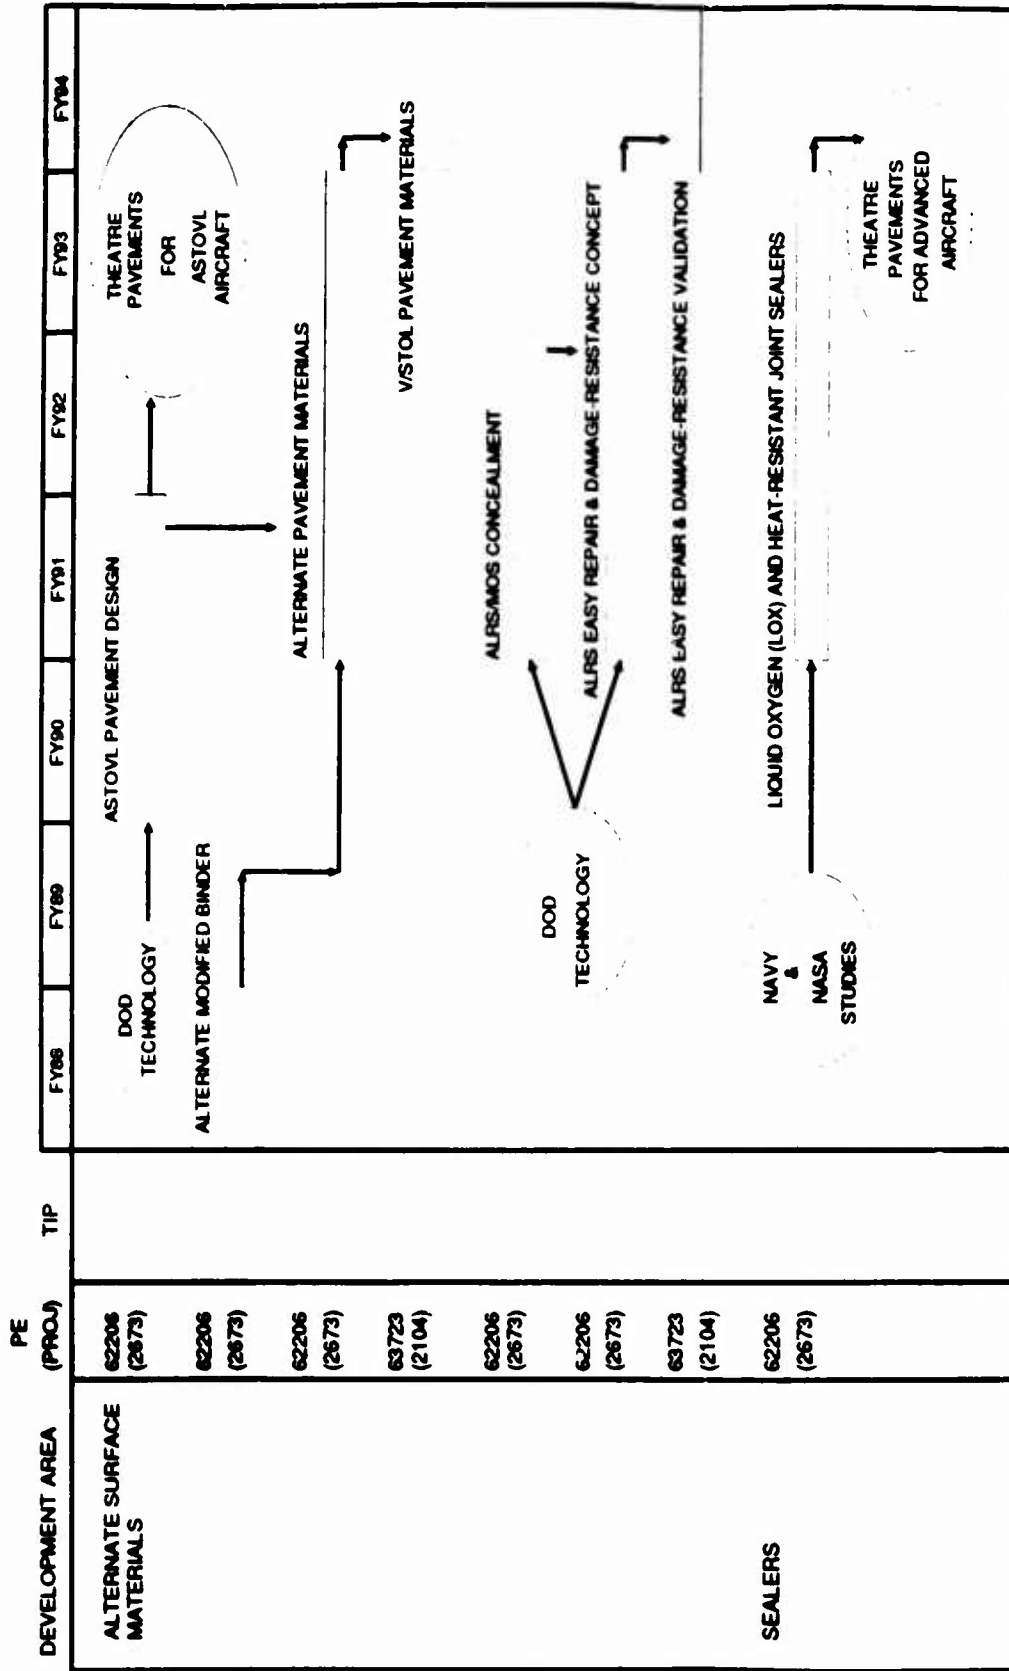 DEVELOPMENT AREA
PE
(PROJ)
TIP
FY88
FY89
FY90
FY91
FY92
FY93
FY94
ALTERNATE SURFACE
MATERIALS
62206
(2673)
DOD
TECHNOLOGY
ASTOVL PAVEMENT DESIGN
THEATRE
PAVEMENTS
FOR
ASTOVL
AIRCRAFT
62206
(2673)
ALTERNATE MODIFIED BINDER
62206
(2673)
ALTERNATE PAVEMENT MATERIALS
63723
(2104)
V/STOL PAVEMENT MATERIALS
62206
(2673)
ALRS/MOS CONCEALMENT
DOD
TECHNOLOGY
62206
(2673)
ALRS EASY REPAIR & DAMAGE-RESISTANCE CONCEPT
63723
(2104)
ALRS EASY REPAIR & DAMAGE-RESISTANCE VALIDATION
SEALERS
62206
(2673)
NAVY
&
NASA
STUDIES
LIQUID OXYGEN (LOX) AND HEAT-RESISTANT JOINT SEALERS
THEATRE
PAVEMENTS
FOR ADVANCED
AIRCRAFT